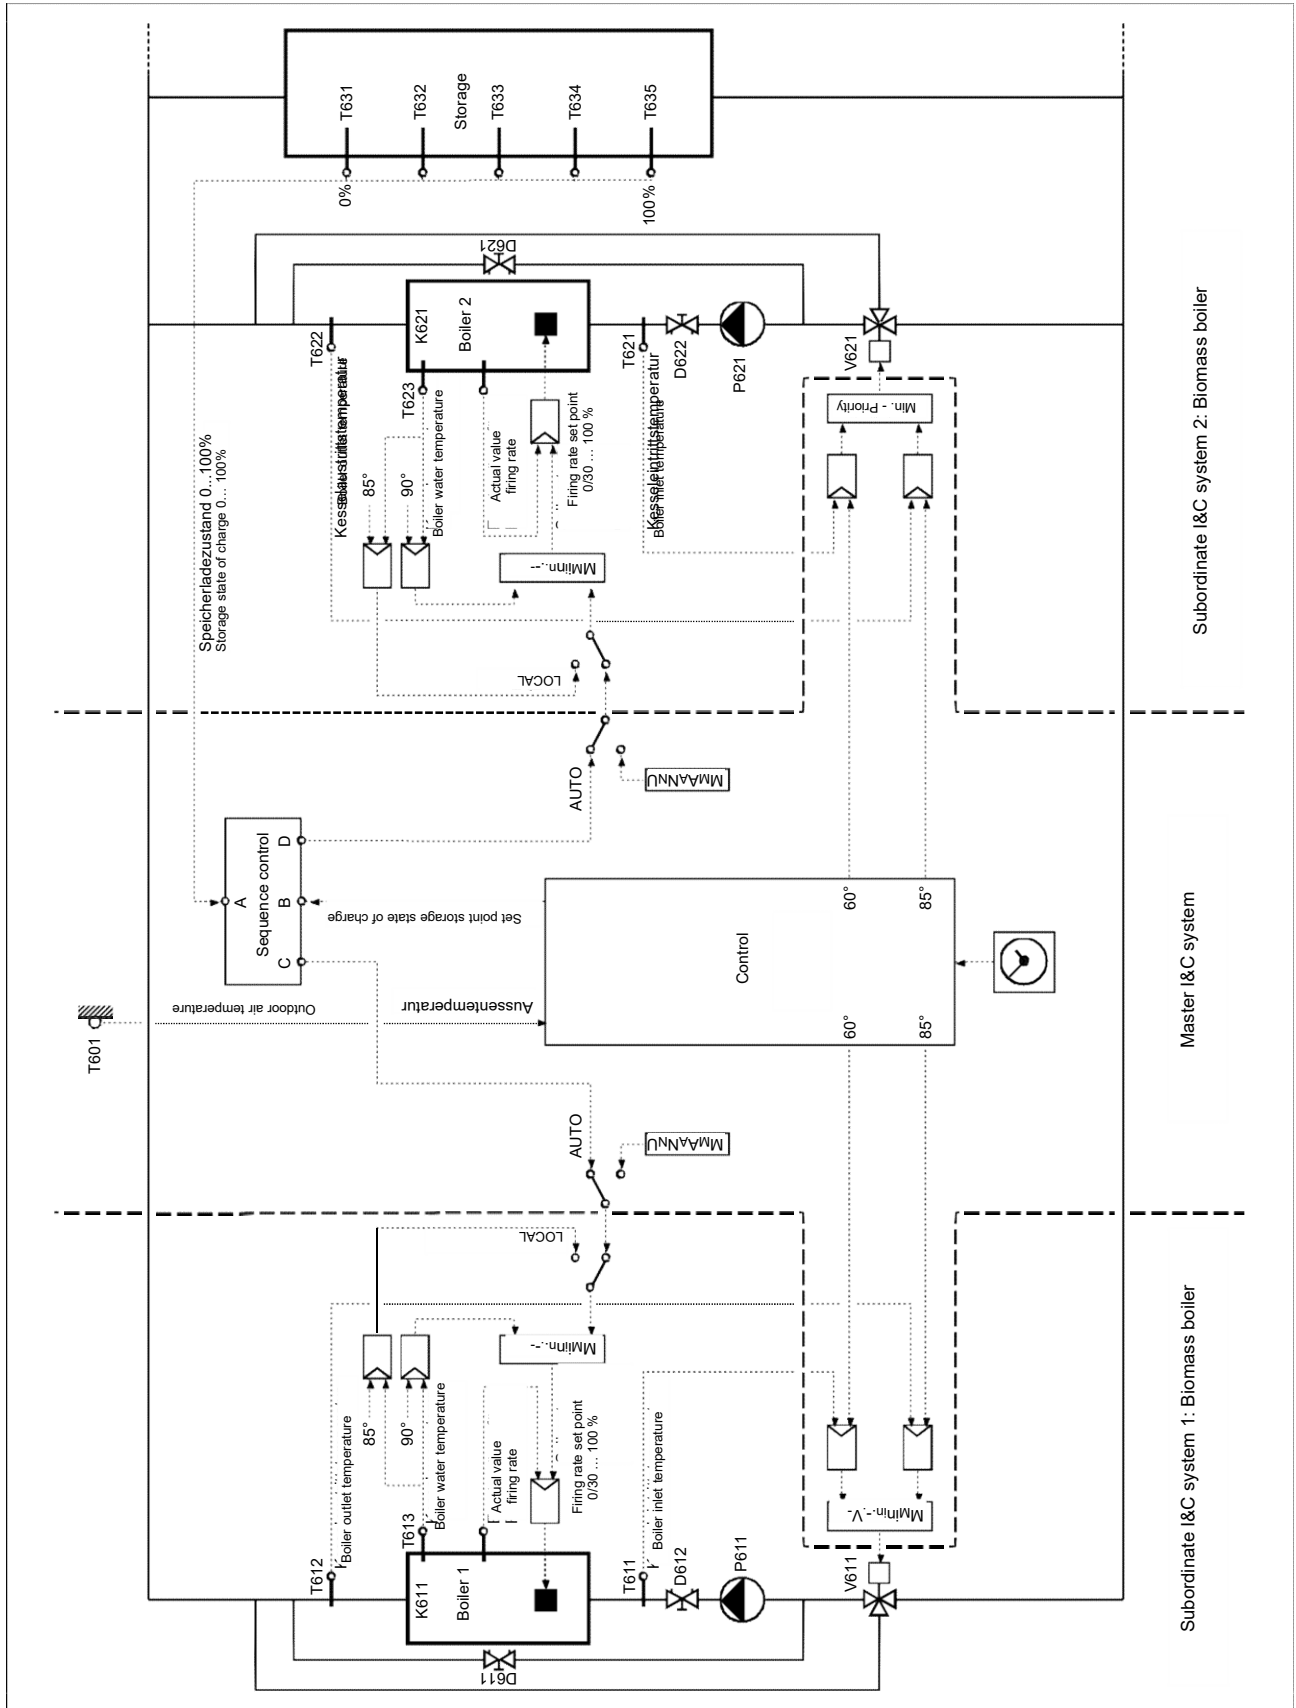 T631
T632
Storage
T633
T634
T635
0%
100%
D621
K621
Boiler 2
T622
T623
T621
D622
P621
V621
Boiler water temperature
Actual value
firing rate
Firing rate set point
0/30 ... 100 %
Kesseleintrittstemperatur
Boiler inlet temperature
Min. - Priority
Speicherladezustand 0...100%
Storage state of charge 0... 100%
85°
90°
LOCAL
Subordinate I&C system 2: Biomass boiler
AUTO
Sequence control
A
B
C
D
Set point storage state of charge
Outdoor air temperature
Aussentemperatur
T601
Control
60°
85°
60°
85°
Master I&C system
AUTO
LOCAL
85°
90°
Boiler outlet temperature
Boiler water temperature
Actual value
firing rate
Firing rate set point
0/30 ... 100 %
Boiler inlet temperature
T612
T613
T611
D612
P611
V611
K611
Boiler 1
D611
Subordinate I&C system 1: Biomass boiler